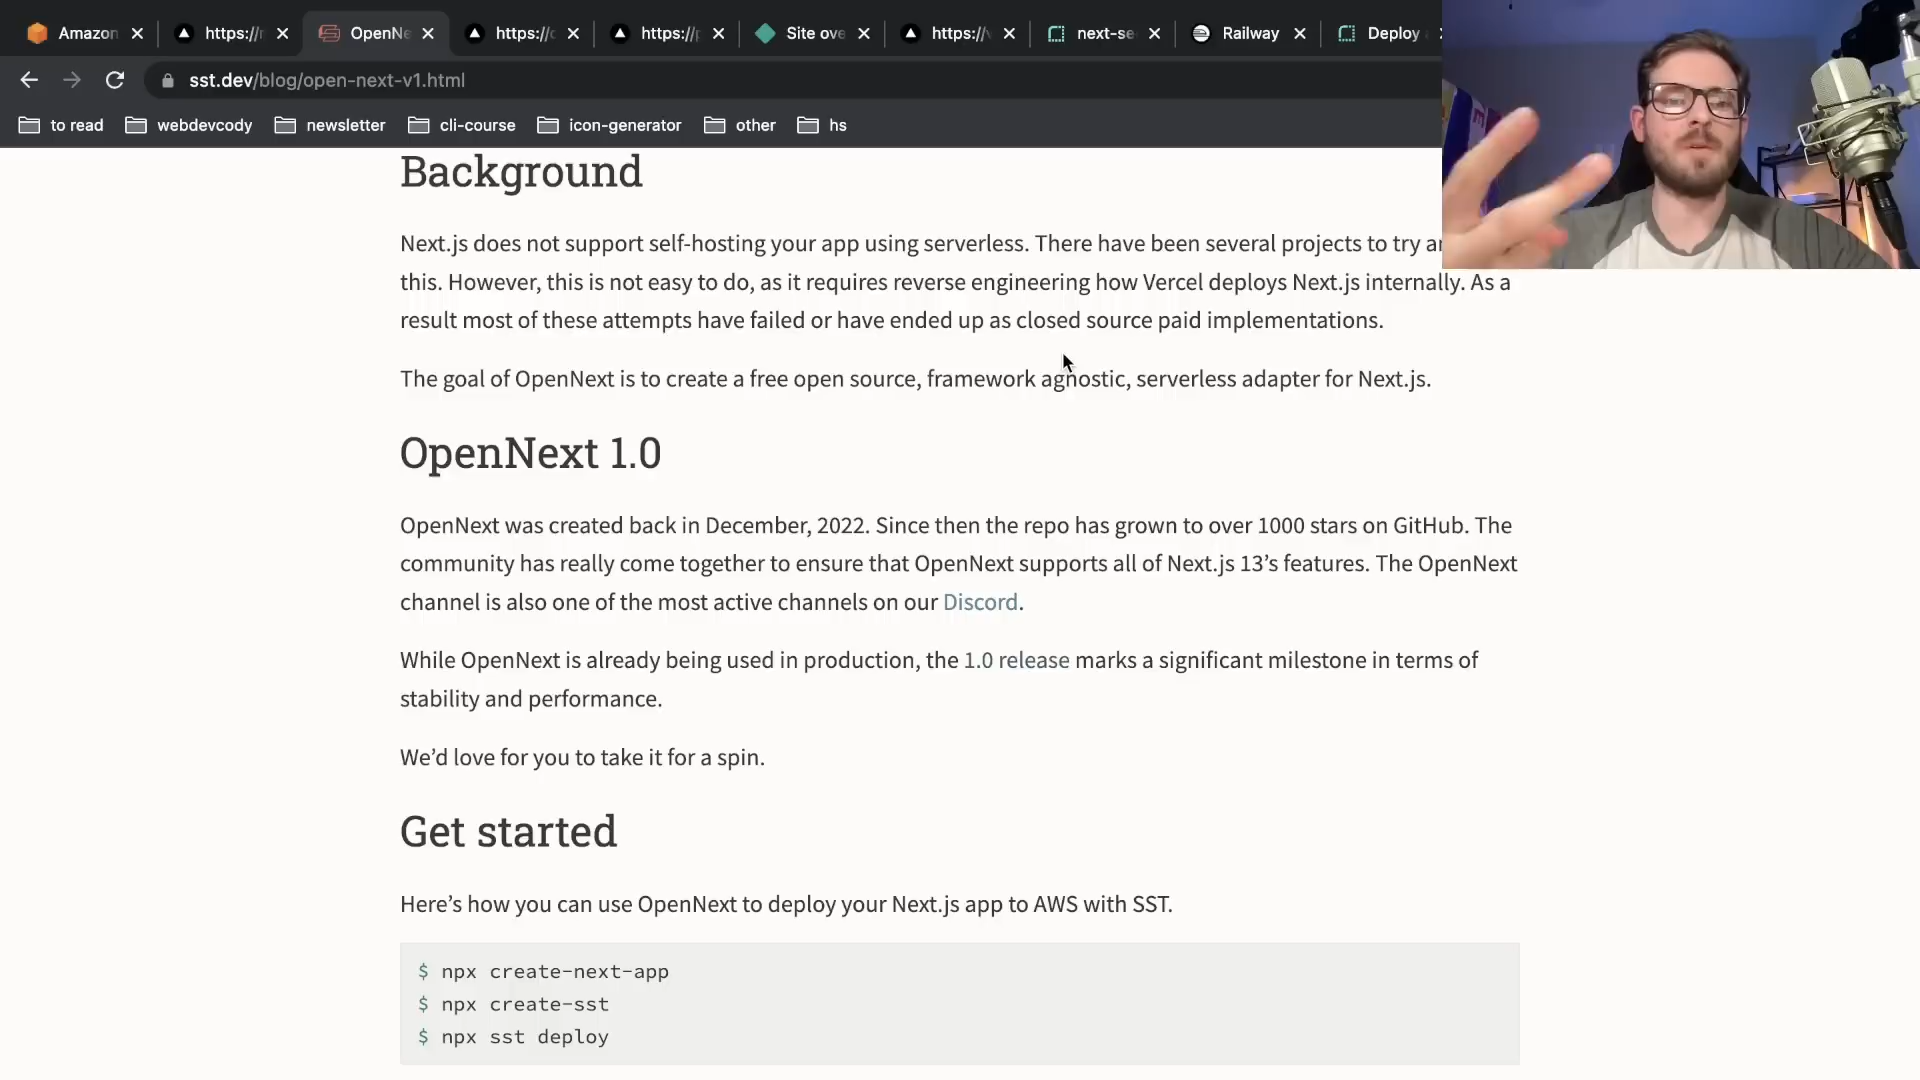 Amazon
https://
OpenNe
https://
https://
Site ove
https://
next-se
Railway
Deploy
sst.dev/blog/open-next-v1.html
to read
webdevcody
newsletter
cli-course
icon-generator
other
hs
Background
Next.js does not support self-hosting your app using serverless. There have been several projects to try
this. However, this is not easy to do, as it requires reverse engineering how Vercel deploys Next.js internally. As a
result most of these attempts have failed or have ended up as closed source paid implementations.
The goal of OpenNext is to create a free open source, framework agnostic, serverless adapter for Next.js.
OpenNext 1.0
OpenNext was created back in December, 2022. Since then the repo has grown to over 1000 stars on GitHub. The
community has really come together to ensure that OpenNext supports all of Next.js 13’s features. The OpenNext
channel is also one of the most active channels on our Discord.
While OpenNext is already being used in production, the 1.0 release marks a significant milestone in terms of
stability and performance.
We’d love for you to take it for a spin.
Get started
Here’s how you can use OpenNext to deploy your Next.js app to AWS with SST.
$ npx create-next-app
$ npx create-sst
$ npx sst deploy